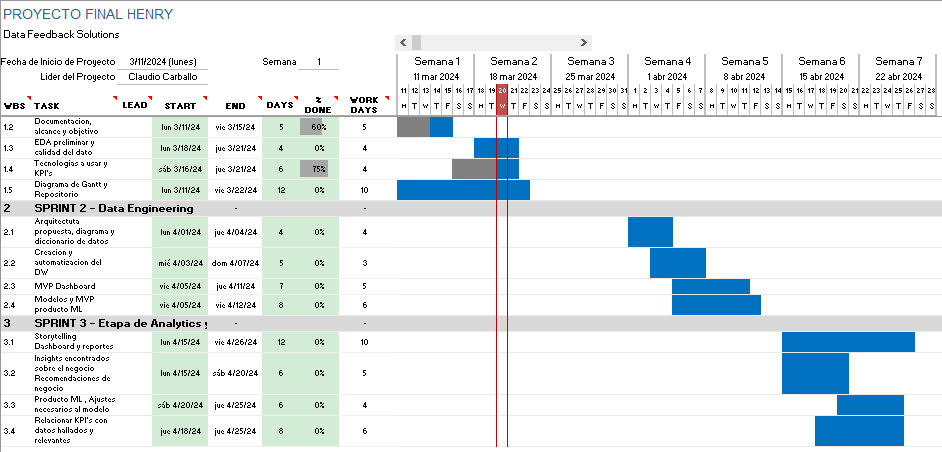 PROYECTO FINAL HENRY
Data Feedback Solutions
Fecha de Inicio de Proyecto 3/11/2024 (lunes) Semana 1 Semana 1 Semana 2 Semana 3 Semana 4 Semana 5 Semana 6 Semana 7
Lider del Proyecto Claudio Carballo 11 mar 2024 18 mar 2024 25 mar 2024 1 abr 2024 8 abr 2024 15 abr 2024 22 abr 2024
11 12 13 14 15 16 17 18 19 20 21 22 23 24 25 26 27 28 29 30 31 1 2 3 4 5 6 7 8 9 10 11 12 13 14 15 16 17 18 19 20 21 22 23 24 25 26 27 28
WBS TASK LEAD START END DAYS % DONE WORK DAYS M T W T F S S M T W T F S S M T W T F S S M T W T F S S M T W T F S S M T W T F S S M T W T F S S
1.2 Documentacion, alcance y objetivo lun 3/11/24 vie 3/15/24 5 60% 5
1.3 EDA preliminar y calidad del dato lun 3/18/24 jue 3/21/24 4 0% 4
1.4 Tecnologias a usar y KPI's sáb 3/16/24 jue 3/21/24 6 75% 4
1.5 Diagrama de Gantt y Repositorio lun 3/11/24 vie 3/22/24 12 0% 10
2 SPRINT 2 - Data Engineering - -
2.1 Arquitectuta propuesta, diagrama y diccionario de datos lun 4/01/24 jue 4/04/24 4 0% 4
2.2 Creacion y automatizacion del DW mié 4/03/24 dom 4/07/24 5 0% 3
2.3 MVP Dashboard vie 4/05/24 jue 4/11/24 7 0% 5
2.4 Modelos y MVP producto ML vie 4/05/24 vie 4/12/24 8 0% 6
3 SPRINT 3 - Etapa de Analytics y - -
3.1 Storytelling Dashboard y reportes lun 4/15/24 vie 4/26/24 12 0% 10
3.2 Insights encontrados sobre el negocio Recomendaciones de negocio lun 4/15/24 sáb 4/20/24 6 0% 5
3.3 Producto ML , Ajustes necesarios al modelo sáb 4/20/24 jue 4/25/24 6 0% 4
3.4 Relacionar KPI's con datos hallados y relevantes jue 4/18/24 jue 4/25/24 8 0% 6